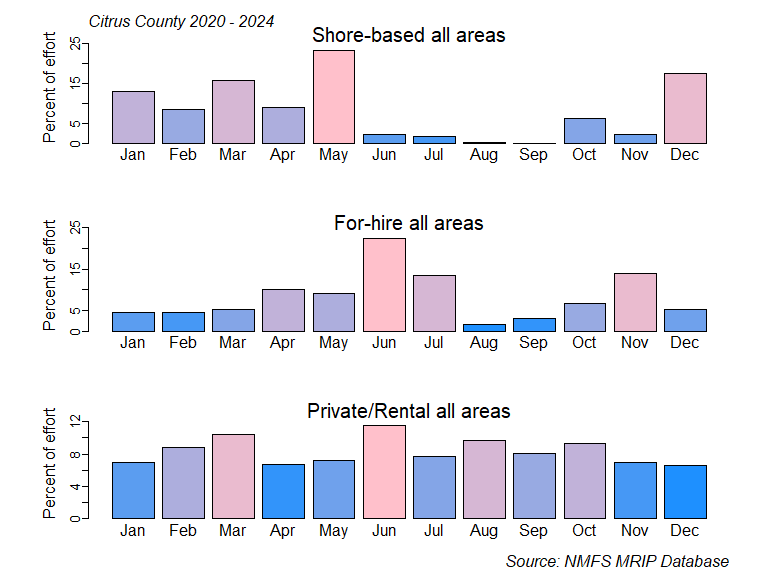 Citrus County 2020 - 2024
Shore-based all areas
Percent of effort
25
15
5
0
Jan Feb Mar Apr May Jun Jul Aug Sep Oct Nov Dec
For-hire all areas
Percent of effort
25
15
5
0
Jan Feb Mar Apr May Jun Jul Aug Sep Oct Nov Dec
Private/Rental all areas
Percent of effort
12
8
4
0
Jan Feb Mar Apr May Jun Jul Aug Sep Oct Nov Dec
Source: NMFS MRIP Database